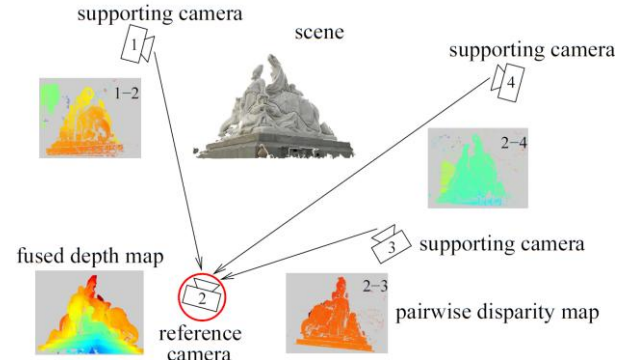 supporting camera
scene
supporting camera
1
4
1−2
2−4
3
supporting camera
fused depth map
2
2−3
pairwise disparity map
reference
camera